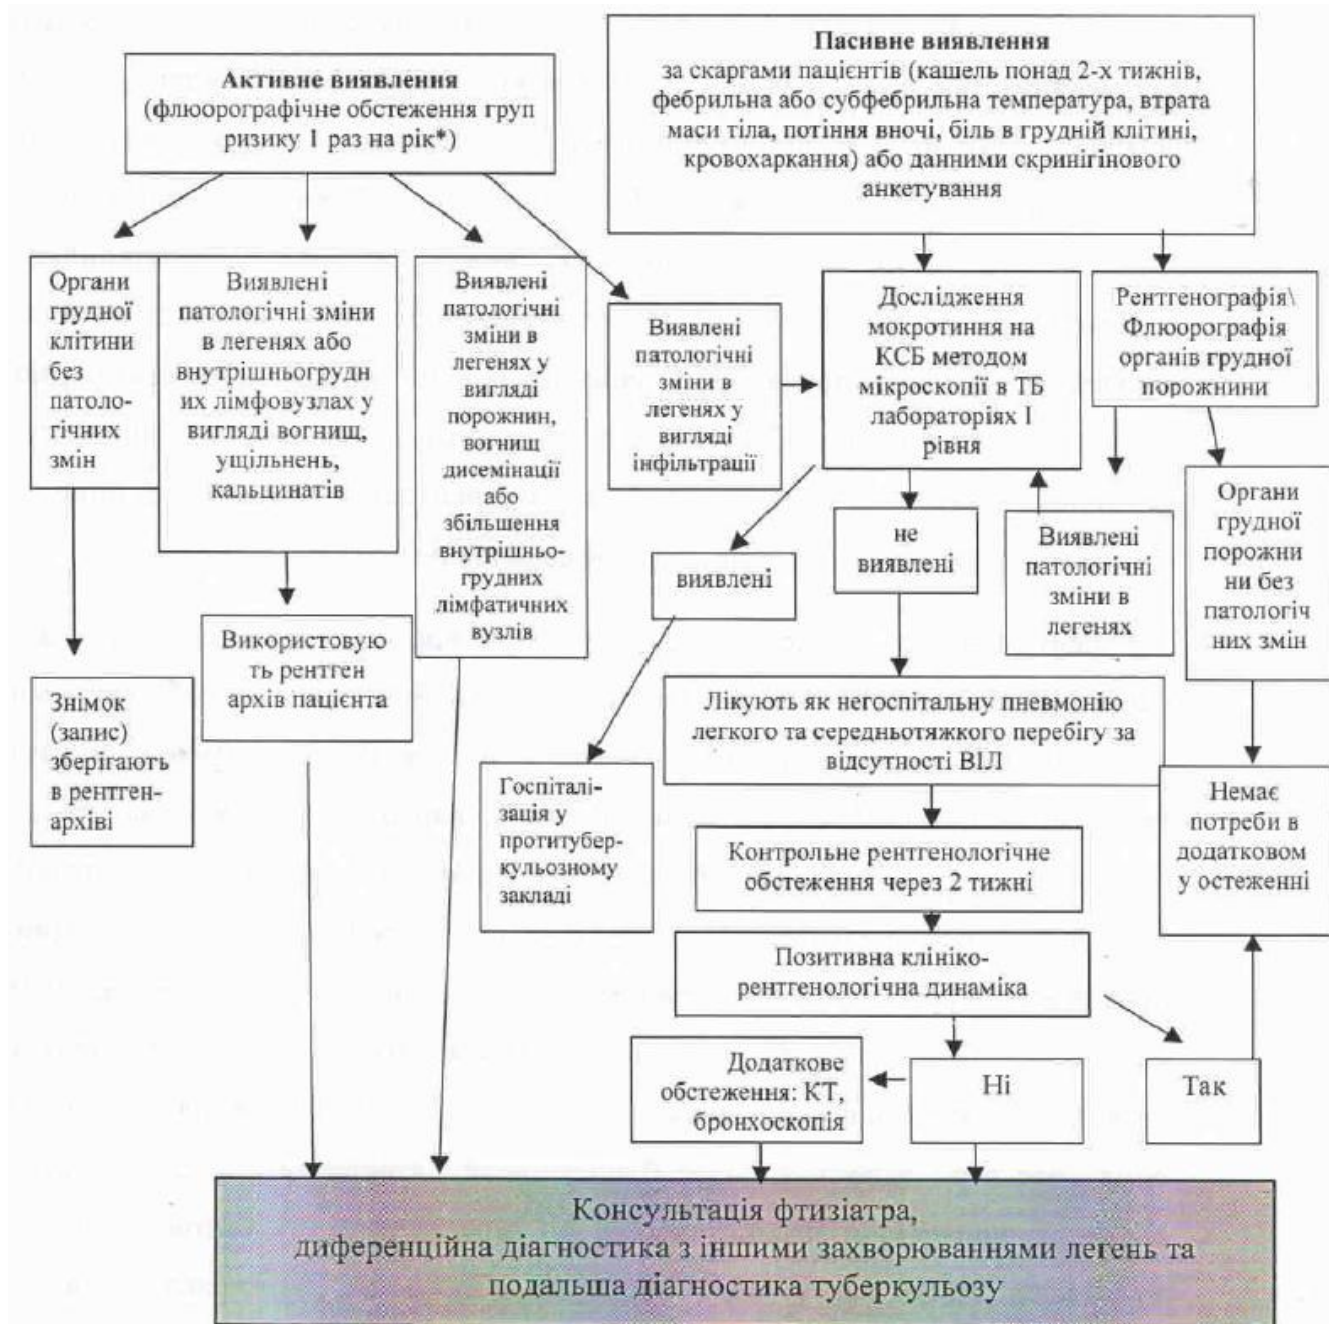 Активне виявлення
(флюорографічне обстеження груп
ризику 1 раз на рік*)
Пасивне виявлення
за скаргами пацієнтів (кашель понад 2-х тижнів,
фебрильна або субфебрильна температура, втрата
маси тіла, потіння вночі, біль в грудній клітині,
кровохаркання) або данними скринігінового
анкетування
Органи
грудної
клітини
без
патоло-
гічних
змін
Виявлені
патологічні зміни
в легенях або
внутрішньогрудн
их лімфовузлах у
вигляді вогнищ,
ущільнень,
кальцинатів
Виявлені
патологічні
зміни в
легенях у
вигляді
порожнин,
вогнищ
дисемінації
або
збільшення
внутрішньо-
грудних
лімфатичних
вузлів
Виявлені
патологічні
зміни в
легенях у
вигляді
інфільтрації
Дослідження
мокротиння на
КСБ методом
мікроскопії в ТБ
лабораторіях І
рівня
Рентгенографія\
Флюорографія
органів грудної
порожнини
виявлені
не
виявлені
Виявлені
патологічні
зміни в
легенях
Органи
грудної
порожни
ни без
патологіч
них змін
Знімок
(запис)
зберігають
в рентген-
архіві
Використовую
ть рентген
архів пацієнта
Госпіталі-
зація у
протитубер-
кульозному
закладі
Лікують як негоспітальну пневмонію
легкого та середньотяжкого перебігу за
відсутності ВІЛ
Контрольне рентгенологічне
обстеження через 2 тижні
Немає
потреби в
додатковом
у остеженні
Позитивна клініко-
рентгенологічна динаміка
Додаткове
обстеження: КТ,
бронхоскопія
Ні
Так
Консультація фтизіатра,
диференційна діагностика з іншими захворюваннями легень та
подальша діагностика туберкульозу